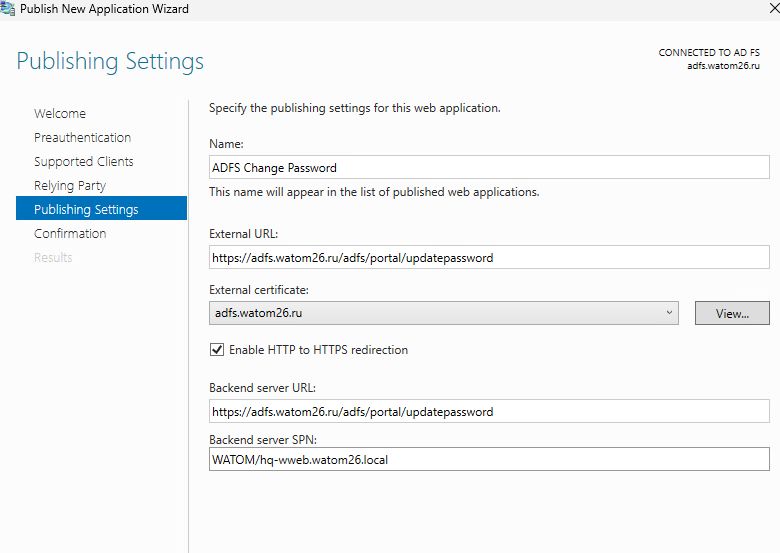 Publish New Application Wizard
Publishing Settings
CONNECTED TO AD FS
adfs.watom26.ru
Welcome
Preauthentication
Supported Clients
Relying Party
Publishing Settings
Confirmation
Results
Specify the publishing settings for this web application.
Name:
ADFS Change Password
This name will appear in the list of published web applications.
External URL:
https://adfs.watom26.ru/adfs/portal/updatepassword
External certificate:
adfs.watom26.ru
View...
Enable HTTP to HTTPS redirection
Backend server URL:
https://adfs.watom26.ru/adfs/portal/updatepassword
Backend server SPN:
WATOM/hq-wweb.watom26.local